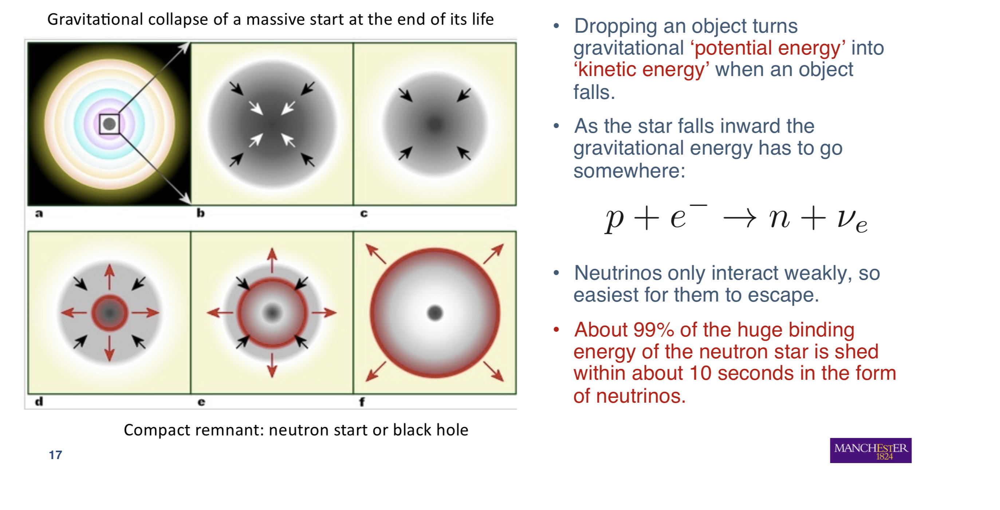 Gravitational collapse of a massive start at the end of its life
a
b
c
d
e
f
Compact remnant: neutron start or black hole
17
• Dropping an object turns
gravitational ‘potential energy’ into
‘kinetic energy’ when an object
falls.
• As the star falls inward the
gravitational energy has to go
somewhere:
p + e⁻ → n + νₑ
• Neutrinos only interact weakly, so
easiest for them to escape.
• About 99% of the huge binding
energy of the neutron star is shed
within about 10 seconds in the form
of neutrinos.
MANCHEStER
1824